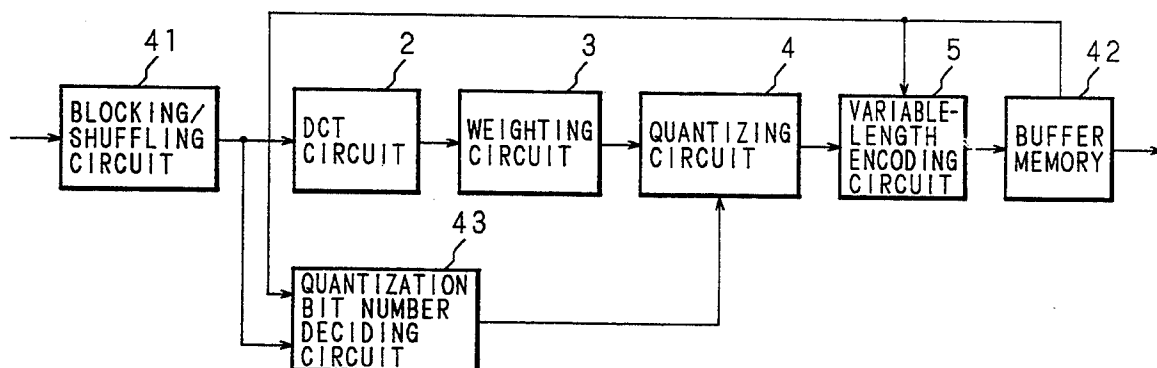 41
BLOCKING/
SHUFFLING
CIRCUIT
2
DCT
CIRCUIT
3
WEIGHTING
CIRCUIT
4
QUANTIZING
CIRCUIT
5
VARIABLE-
LENGTH
ENCODING
CIRCUIT
42
BUFFER
MEMORY
43
QUANTIZATION
BIT NUMBER
DECIDING
CIRCUIT